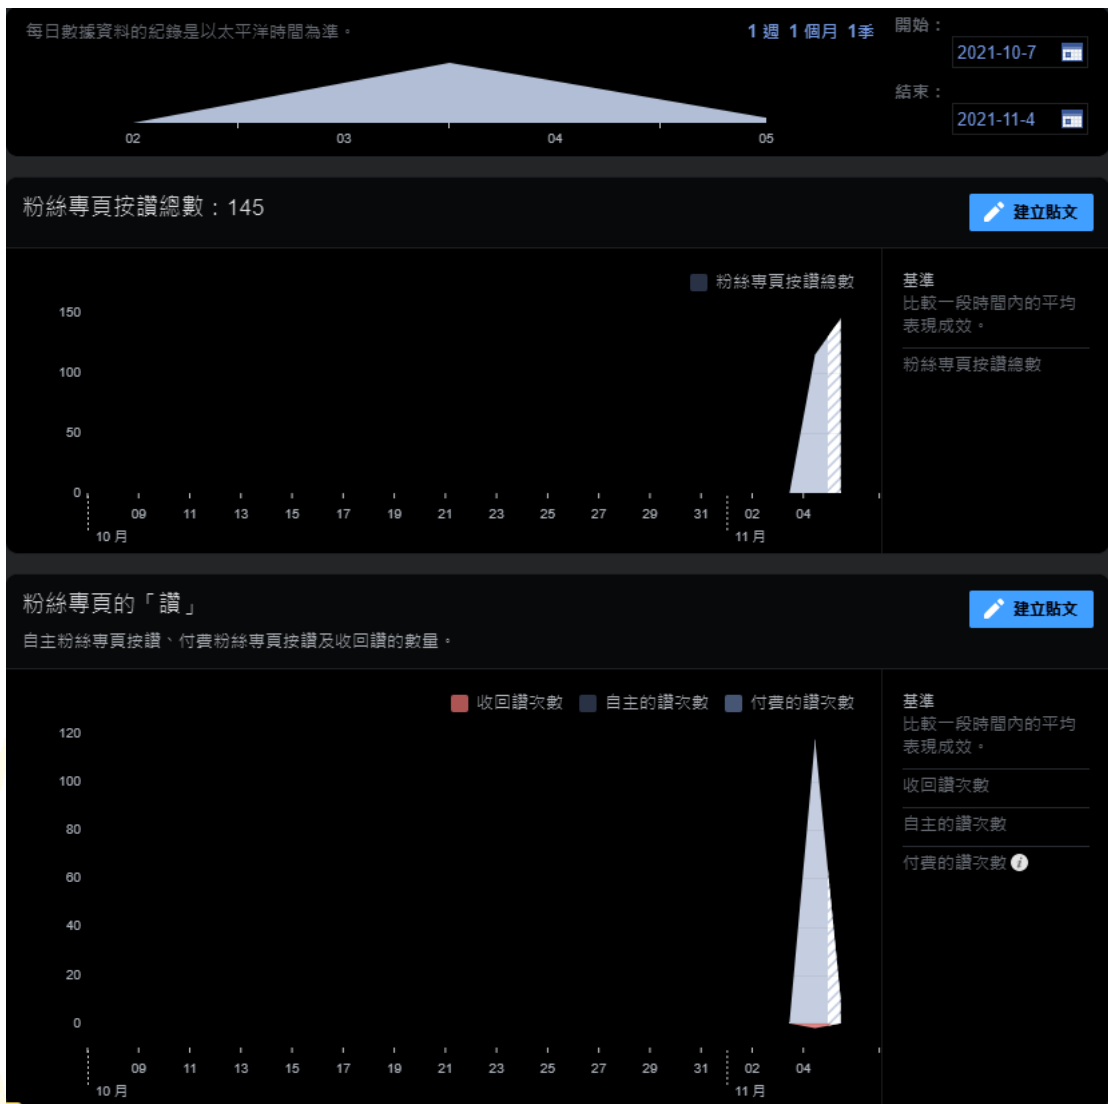 每日數據資料的紀錄是以太平洋時間為準。
1 週 1 個月 1季
開始：
2021-10-7
結束：
2021-11-4
02 03 04 05
粉絲專頁按讚總數：145
建立貼文
粉絲專頁按讚總數
150
100
50
0
09 11 13 15 17 19 21 23 25 27 29 31 02 04
10 月 11 月
基準
比較一段時間內的平均
表現成效。
粉絲專頁按讚總數
粉絲專頁的「讚」
建立貼文
自主粉絲專頁按讚、付費粉絲專頁按讚及收回讚的數量。
收回讚次數 自主的讚次數 付費的讚次數
120
100
80
60
40
20
0
09 11 13 15 17 19 21 23 25 27 29 31 02 04
10 月 11 月
基準
比較一段時間內的平均
表現成效。
收回讚次數
自主的讚次數
付費的讚次數 i